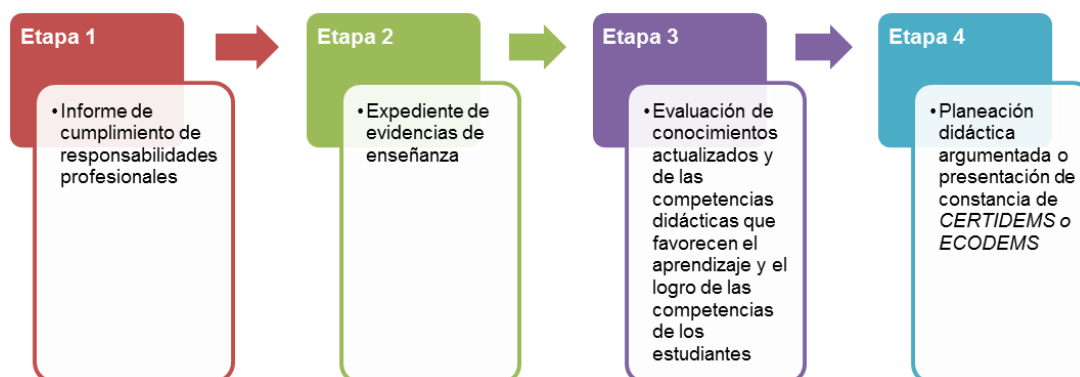 Etapa 1
• Informe de
cumplimiento de
responsabilidades
profesionales
Etapa 2
• Expediente de
evidencias de
enseñanza
Etapa 3
• Evaluación de
conocimientos
actualizados y
de las
competencias
didácticas que
favorecen el
aprendizaje y el
logro de las
competencias
de los
estudiantes
Etapa 4
• Planeación
didáctica
argumentada o
presentación de
constancia de
CERTIDEMS o
ECODEMS